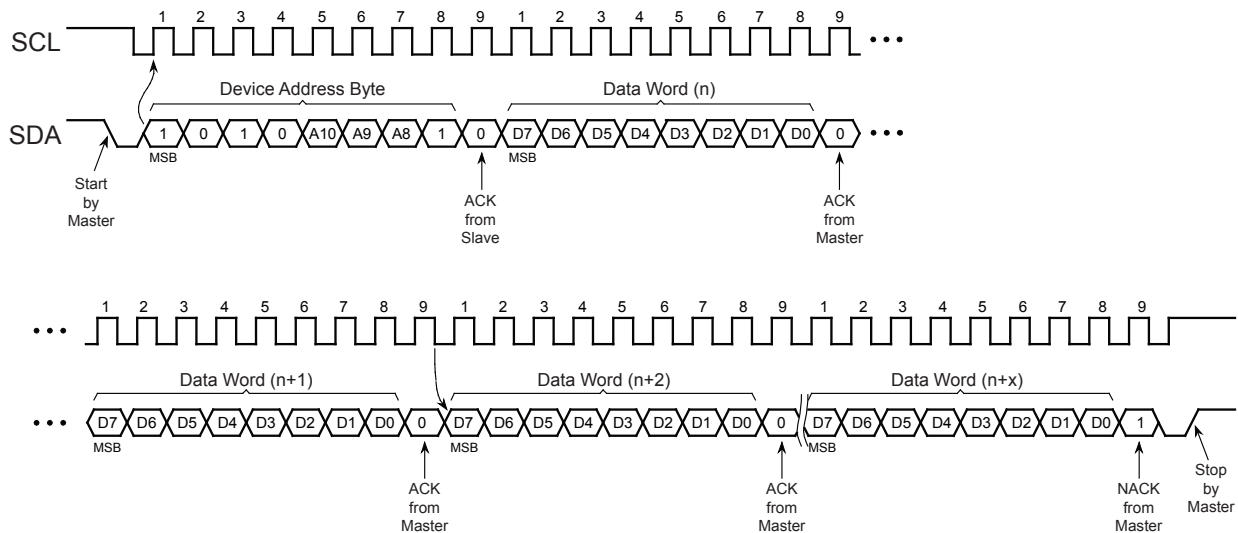 1 2 3 4 5 6 7 8 9 1 2 3 4 5 6 7 8 9
SCL
Device Address Byte Data Word (n)
SDA 1 0 1 0 A10 A9 A8 1 0 D7 D6 D5 D4 D3 D2 D1 D0 0
MSB MSB
Start
by
Master
ACK
from
Slave
ACK
from
Master
1 2 3 4 5 6 7 8 9 1 2 3 4 5 6 7 8 9 1 2 3 4 5 6 7 8 9
Data Word (n+1) Data Word (n+2) Data Word (n+x)
D7 D6 D5 D4 D3 D2 D1 D0 0 D7 D6 D5 D4 D3 D2 D1 D0 0 D7 D6 D5 D4 D3 D2 D1 D0 1
MSB MSB MSB
ACK
from
Master
ACK
from
Master
NACK
from
Master
Stop
by
Master